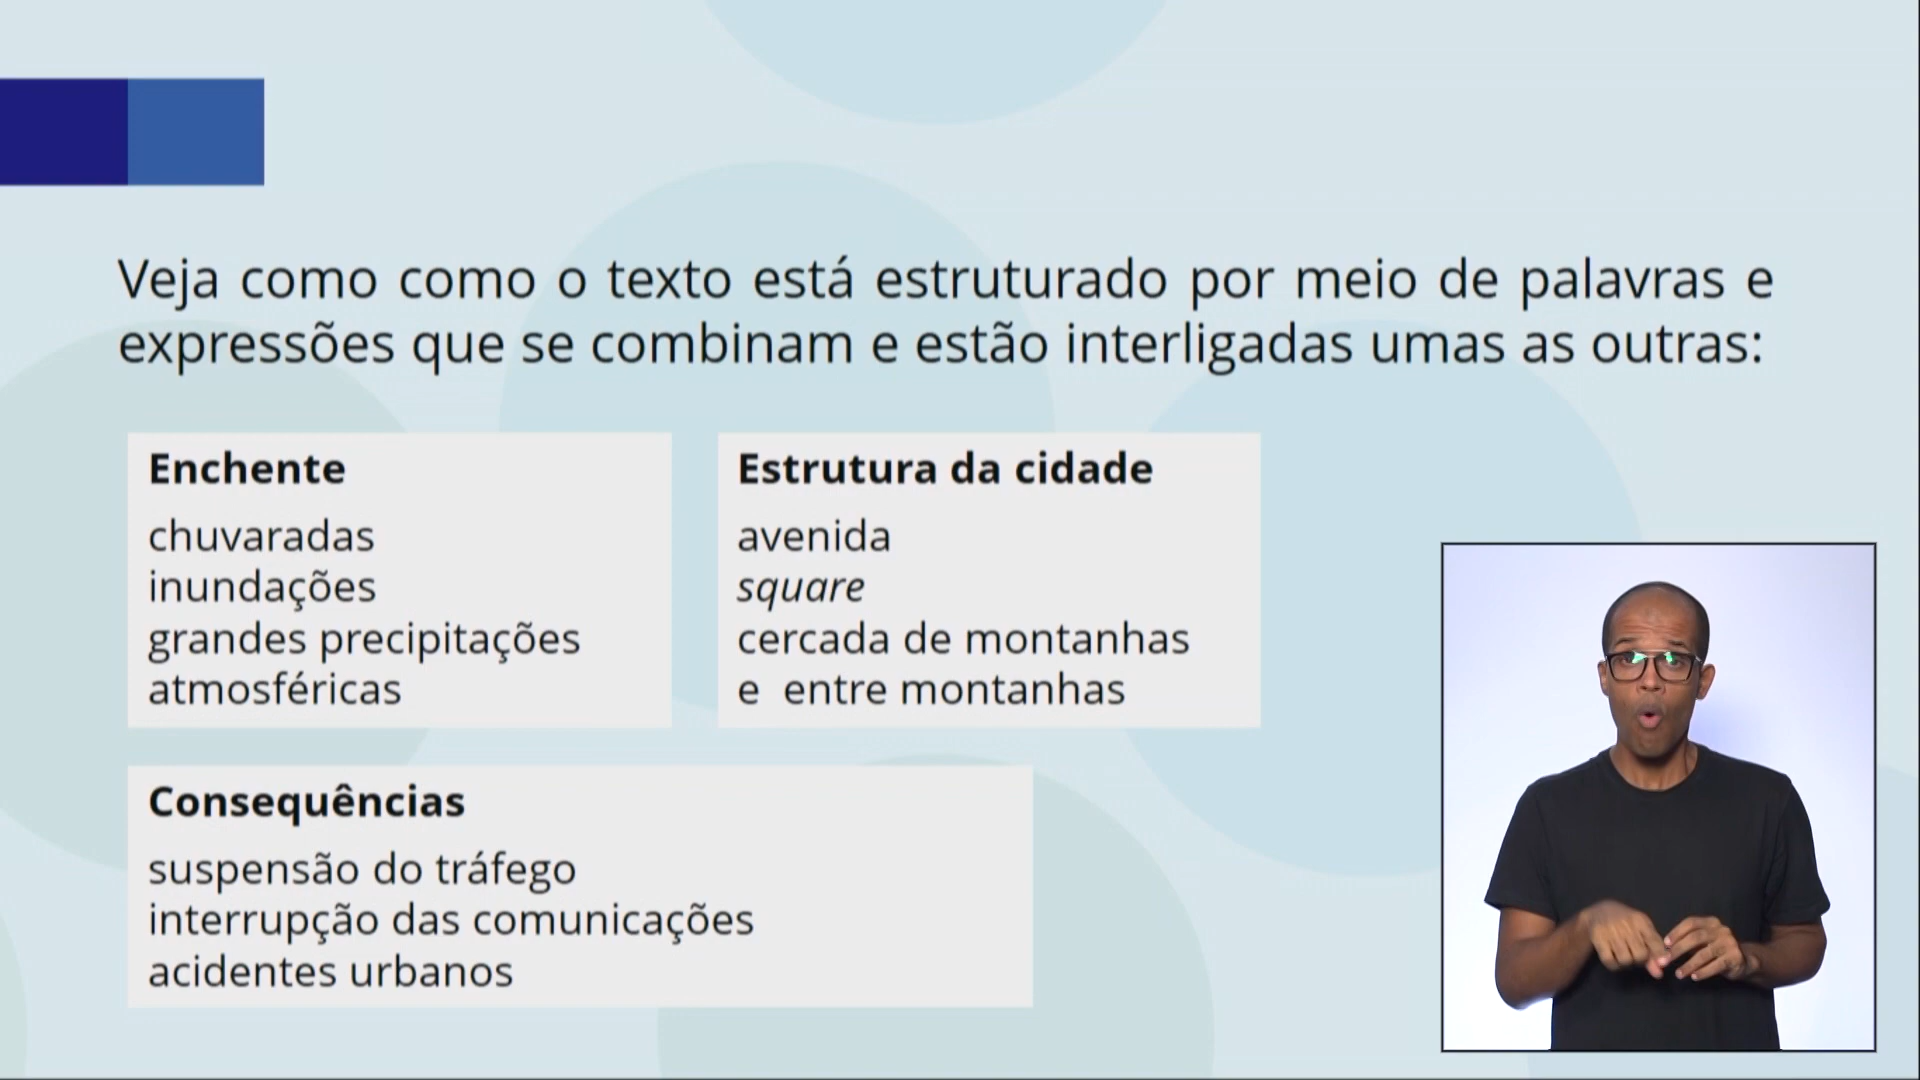 Veja como como o texto está estruturado por meio de palavras e
expressões que se combinam e estão interligadas umas as outras:
Enchente
chuvaradas
inundações
grandes precipitações
atmosféricas
Estrutura da cidade
avenida
square
cercada de montanhas
e entre montanhas
Consequências
suspensão do tráfego
interrupção das comunicações
acidentes urbanos